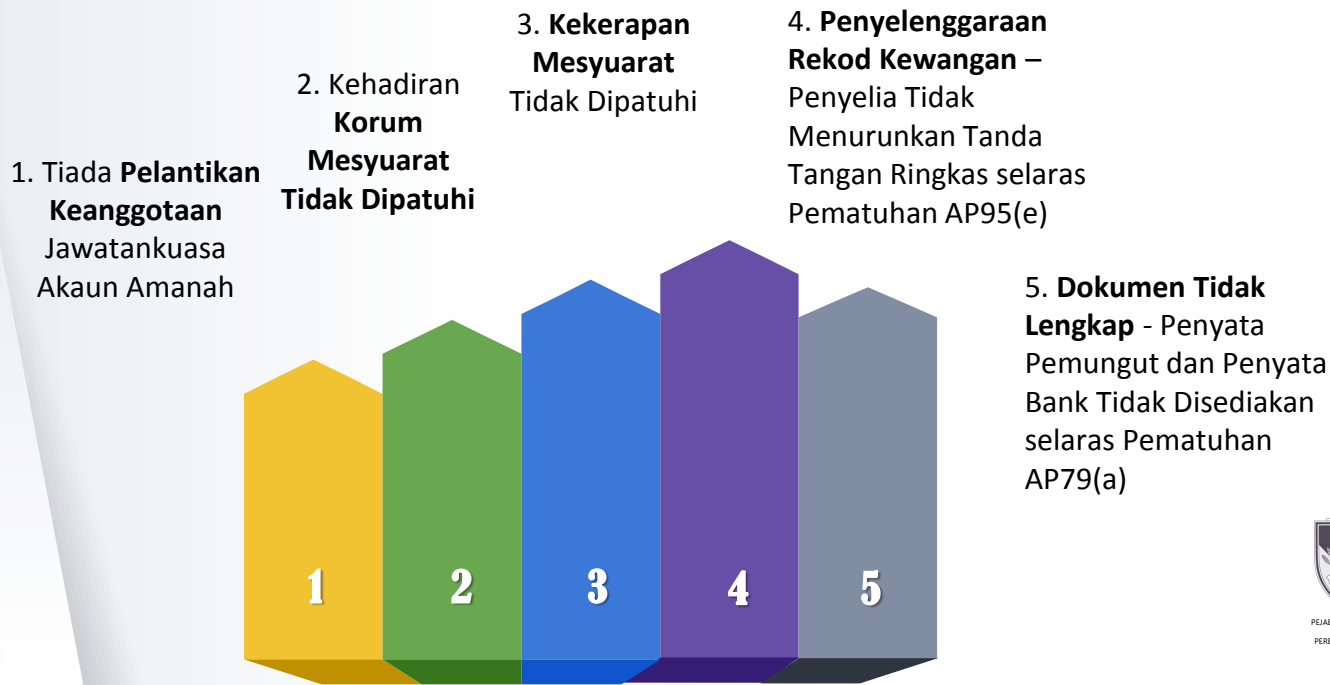 1. Tiada Pelantikan
Keanggotaan
Jawatankuasa
Akaun Amanah
2. Kehadiran
Korum
Mesyuarat
Tidak Dipatuhi
3. Kekerapan
Mesyuarat
Tidak Dipatuhi
4. Penyelenggaraan
Rekod Kewangan –
Penyelia Tidak
Menurunkan Tanda
Tangan Ringkas selaras
Pematuhan AP95(e)
5. Dokumen Tidak
Lengkap - Penyata
Pemungut dan Penyata
Bank Tidak Disediakan
selaras Pematuhan
AP79(a)
1
2
3
4
5